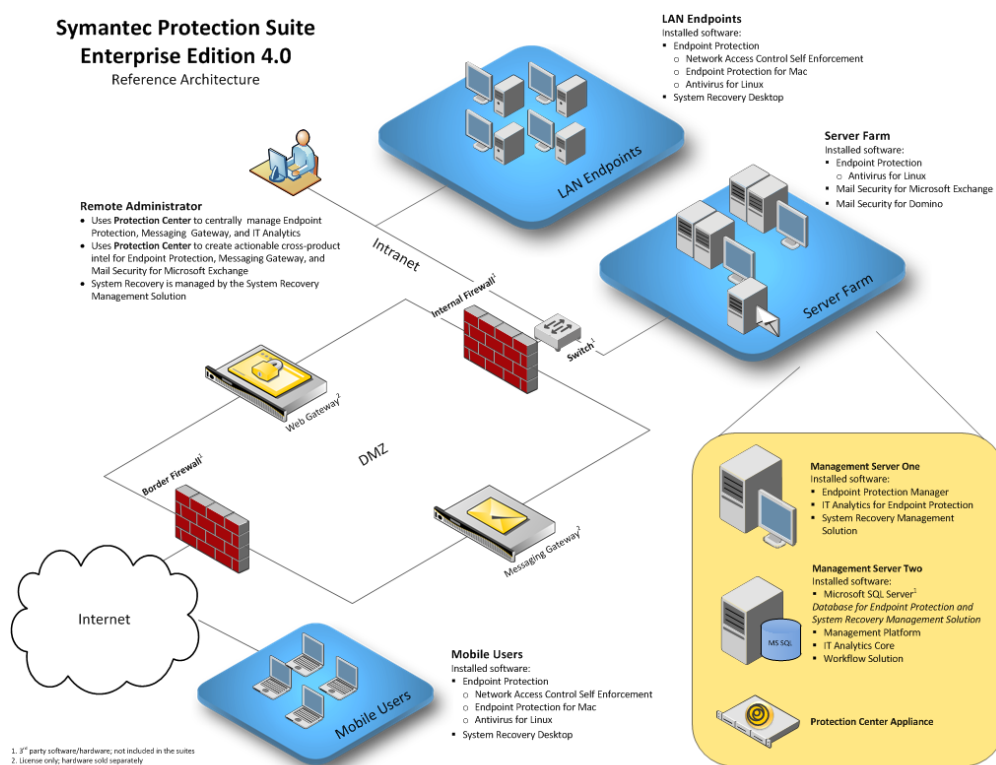 Symantec Protection Suite
Enterprise Edition 4.0
Reference Architecture
LAN Endpoints
Installed software:
▪ Endpoint Protection
o Network Access Control Self Enforcement
o Endpoint Protection for Mac
o Antivirus for Linux
▪ System Recovery Desktop
LAN Endpoints
Server Farm
Installed software:
▪ Endpoint Protection
o Antivirus for Linux
▪ Mail Security for Microsoft Exchange
▪ Mail Security for Domino
Server Farm
Remote Administrator
• Uses Protection Center to centrally manage Endpoint
Protection, Messaging Gateway, and IT Analytics
• Uses Protection Center to create actionable cross-product
intel for Endpoint Protection, Messaging Gateway, and
Mail Security for Microsoft Exchange
• System Recovery is managed by the System Recovery
Management Solution
Intranet
Internal Firewall¹
Switch¹
Web Gateway²
DMZ
Border Firewall¹
Messaging Gateway²
Internet
Mobile Users
Mobile Users
Installed software:
▪ Endpoint Protection
o Network Access Control Self Enforcement
o Endpoint Protection for Mac
o Antivirus for Linux
▪ System Recovery Desktop
Management Server One
Installed software:
▪ Endpoint Protection Manager
▪ IT Analytics for Endpoint Protection
▪ System Recovery Management
Solution
Management Server Two
Installed software:
▪ Microsoft SQL Server¹
Database for Endpoint Protection and
System Recovery Management Solution
▪ Management Platform
▪ IT Analytics Core
▪ Workflow Solution
MS SQL
Protection Center Appliance
1. 3rd party software/hardware; not included in the suites
2. License only; hardware sold separately